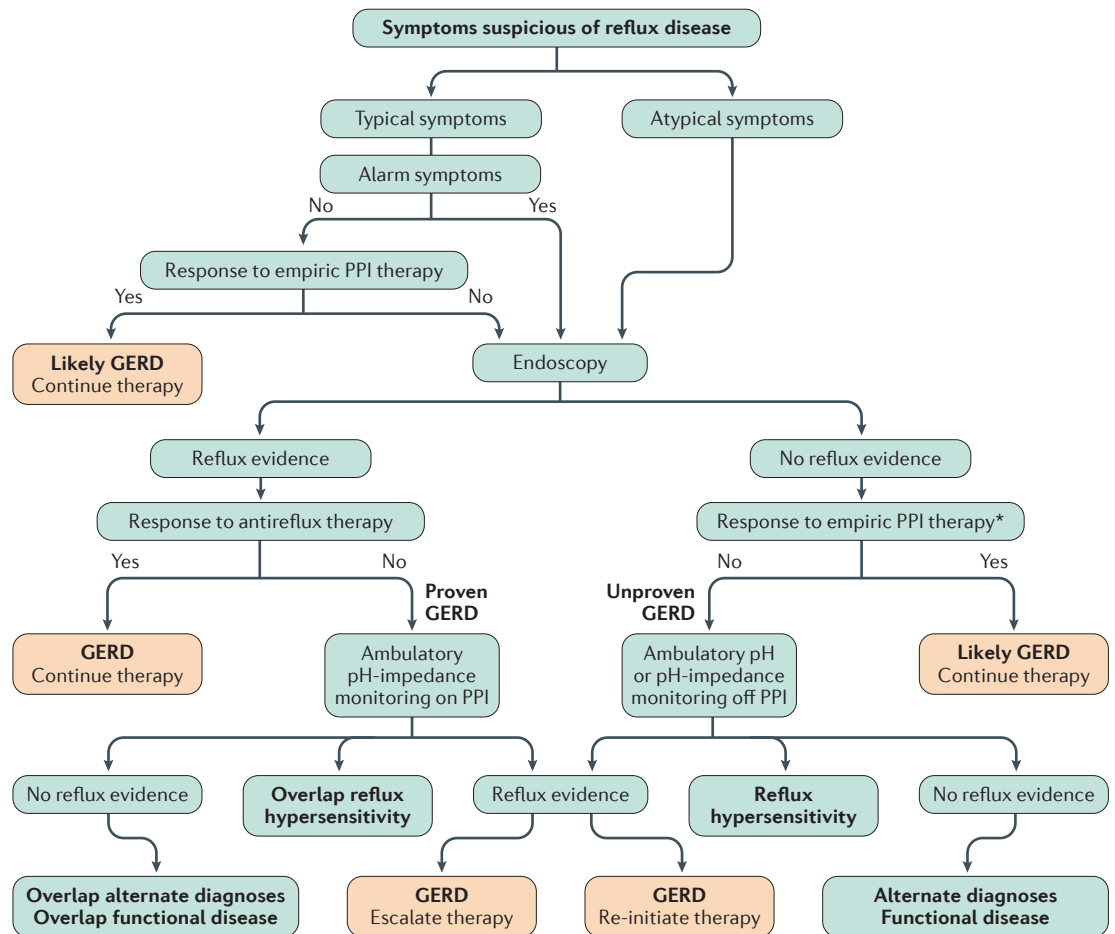 Symptoms suspicious of reflux disease
Typical symptoms
Atypical symptoms
Alarm symptoms
No
Yes
Response to empiric PPI therapy
Yes
No
Likely GERD
Continue therapy
Endoscopy
Reflux evidence
No reflux evidence
Response to antireflux therapy
Response to empiric PPI therapy*
Yes
No
No
Yes
Proven
GERD
Unproven
GERD
GERD
Continue therapy
Ambulatory
pH-impedance
monitoring on PPI
Ambulatory pH
or pH-impedance
monitoring off PPI
Likely GERD
Continue therapy
No reflux evidence
Overlap reflux
hypersensitivity
Reflux evidence
Reflux
hypersensitivity
No reflux evidence
Overlap alternate diagnoses
Overlap functional disease
GERD
Escalate therapy
GERD
Re-initiate therapy
Alternate diagnoses
Functional disease